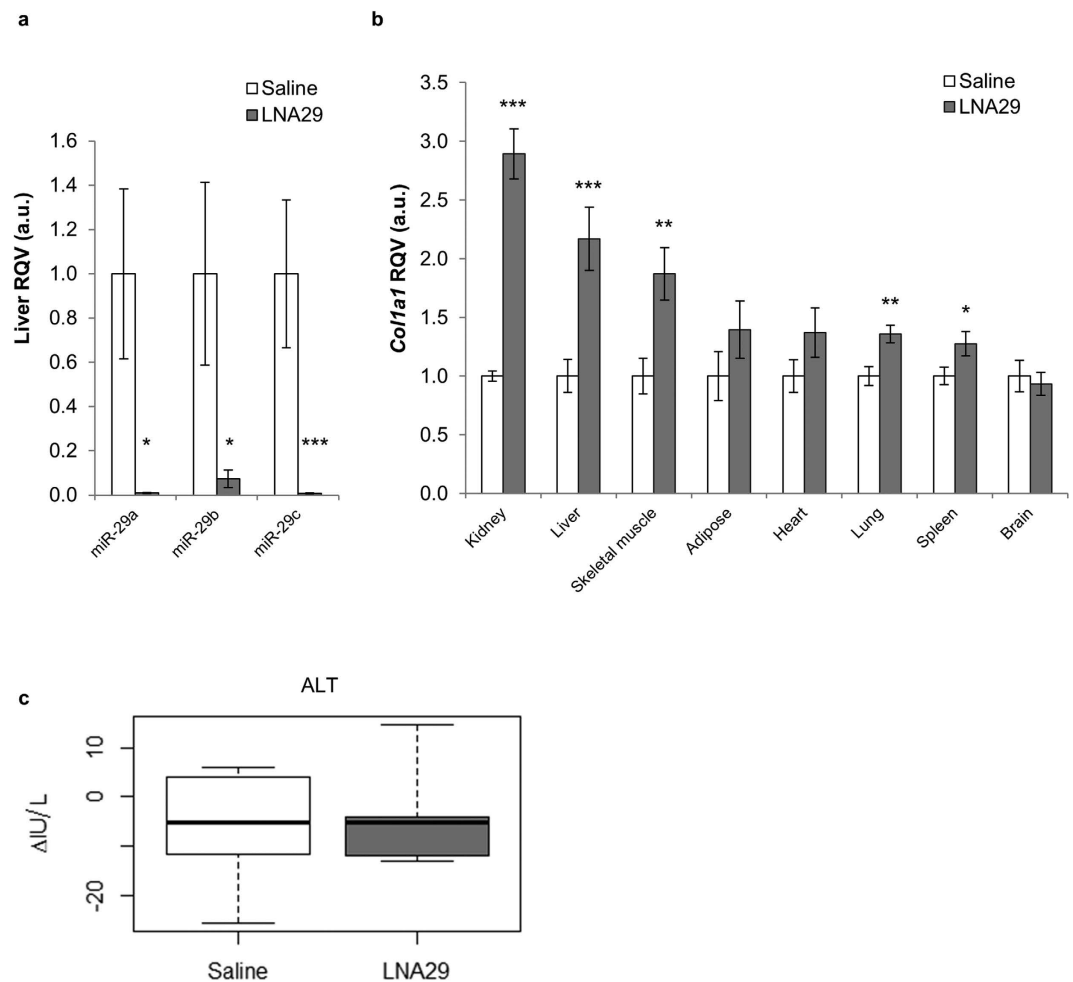 a
Saline
LNA29
Liver RQV (a.u.)
1.6
1.4
1.2
1.0
0.8
0.6
0.4
0.2
0.0
*
*
***
miR-29a
miR-29b
miR-29c
b
Saline
LNA29
Col1a1 RQV (a.u.)
3.5
3.0
2.5
2.0
1.5
1.0
0.5
0.0
***
***
**
**
*
Kidney
Liver
Skeletal muscle
Adipose
Heart
Lung
Spleen
Brain
c
ALT
ΔIU/L
10
0
-20
Saline
LNA29